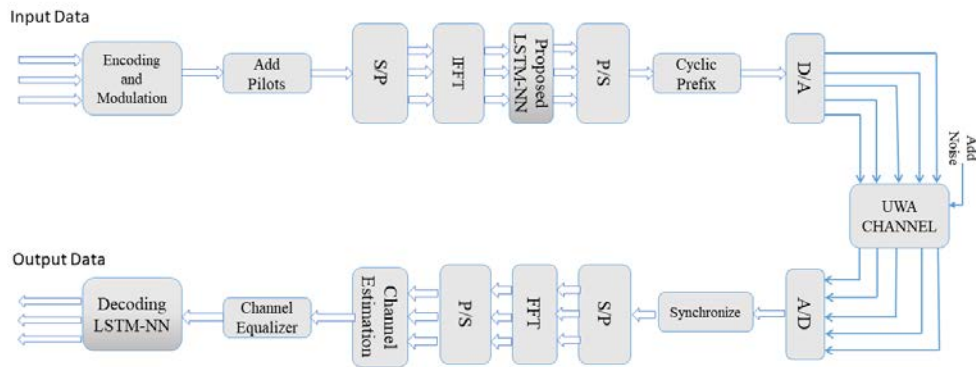 Input Data
Encoding
and
Modulation
Add
Pilots
S/P
IFFT
Proposed
LSTM-NN
P/S
Cyclic
Prefix
D/A
Add
Noise
UWA
CHANNEL
Output Data
Decoding
LSTM-NN
Channel
Equalizer
Channel
Estimation
P/S
FFT
S/P
Synchronize
A/D